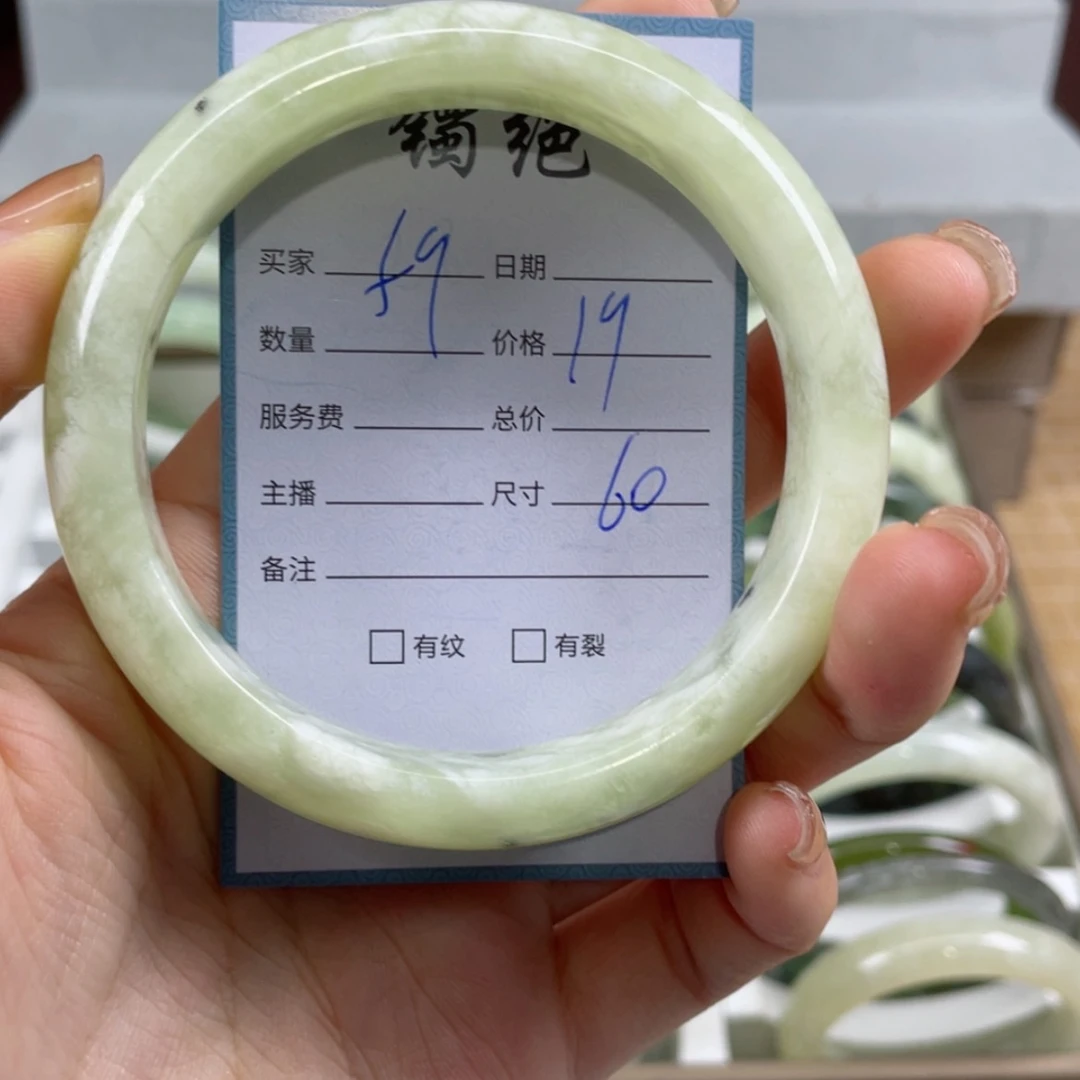 镯绝
买家 59 日期
数量 价格 19
服务费 总价
主播 尺寸 60
备注
有纹 有裂